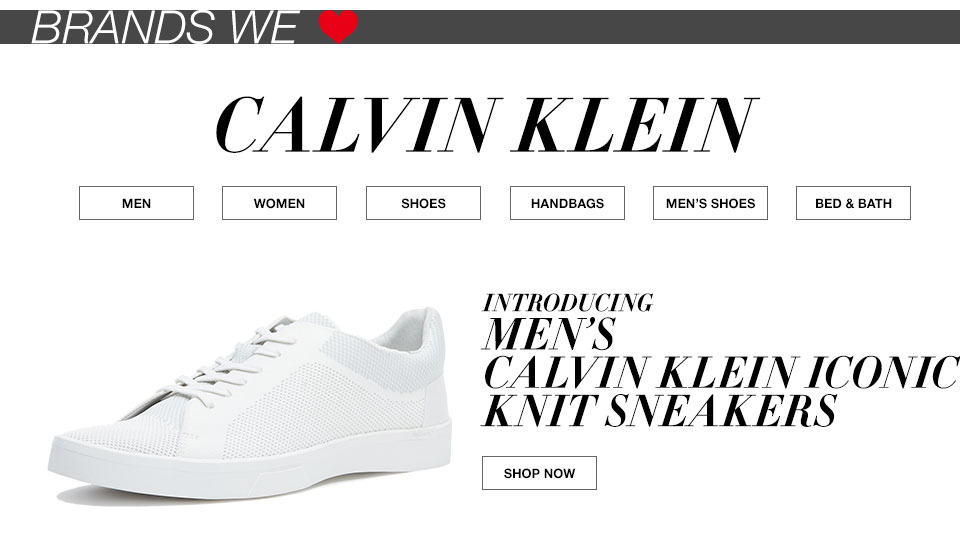 BRANDS WE ❤
CALVIN KLEIN
MEN
WOMEN
SHOES
HANDBAGS
MEN'S SHOES
BED & BATH
INTRODUCING
MEN'S
CALVIN KLEIN ICONIC
KNIT SNEAKERS
SHOP NOW